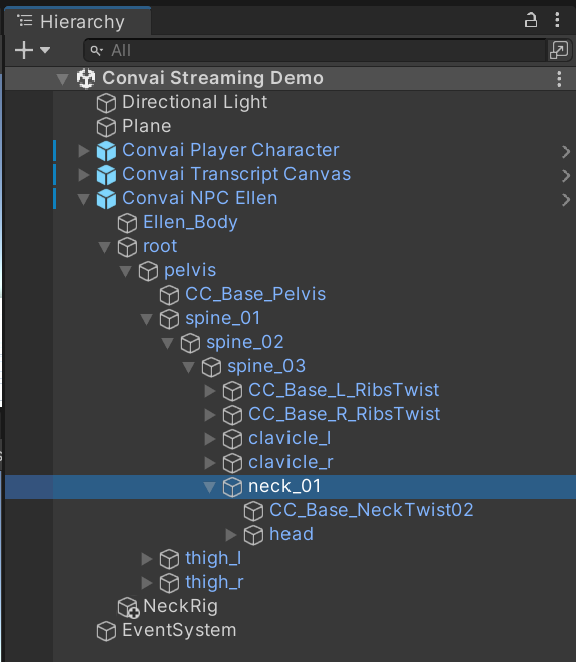 Hierarchy
All
Convai Streaming Demo
Directional Light
Plane
Convai Player Character
Convai Transcript Canvas
Convai NPC Ellen
Ellen_Body
root
pelvis
CC_Base_Pelvis
spine_01
spine_02
spine_03
CC_Base_L_RibsTwist
CC_Base_R_RibsTwist
clavicle_l
clavicle_r
neck_01
CC_Base_NeckTwist02
head
thigh_l
thigh_r
NeckRig
EventSystem